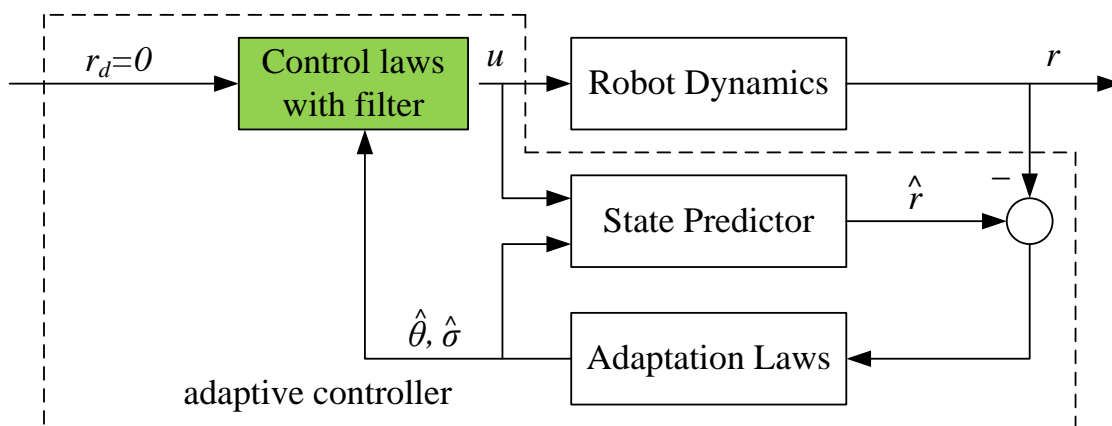 r_d=0
Control laws
with filter
u
Robot Dynamics
r
−
State Predictor
r̂
θ̂, σ̂
Adaptation Laws
adaptive controller